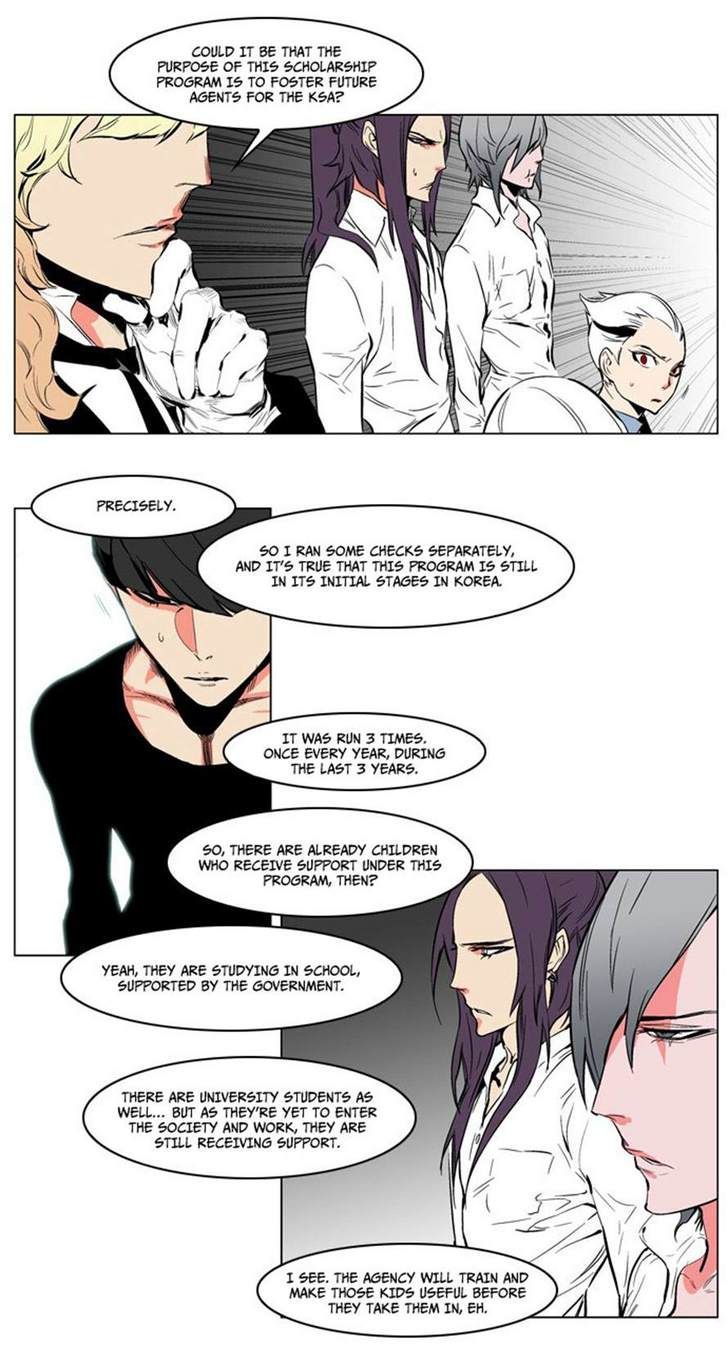 COULD IT BE THAT THE
PURPOSE OF THIS SCHOLARSHIP
PROGRAM IS TO FOSTER FUTURE
AGENTS FOR THE KSA?
PRECISELY.
SO I RAN SOME CHECKS SEPARATELY,
AND IT'S TRUE THAT THIS PROGRAM IS STILL
IN ITS INITIAL STAGES IN KOREA.
IT WAS RUN 3 TIMES.
ONCE EVERY YEAR, DURING
THE LAST 3 YEARS.
SO, THERE ARE ALREADY CHILDREN
WHO RECEIVE SUPPORT UNDER THIS
PROGRAM, THEN?
YEAH, THEY ARE STUDYING IN SCHOOL,
SUPPORTED BY THE GOVERNMENT.
THERE ARE UNIVERSITY STUDENTS AS
WELL... BUT AS THEY'RE YET TO ENTER
THE SOCIETY AND WORK, THEY ARE
STILL RECEIVING SUPPORT.
I SEE. THE AGENCY WILL TRAIN AND
MAKE THOSE KIDS USEFUL BEFORE
THEY TAKE THEM IN, EH.